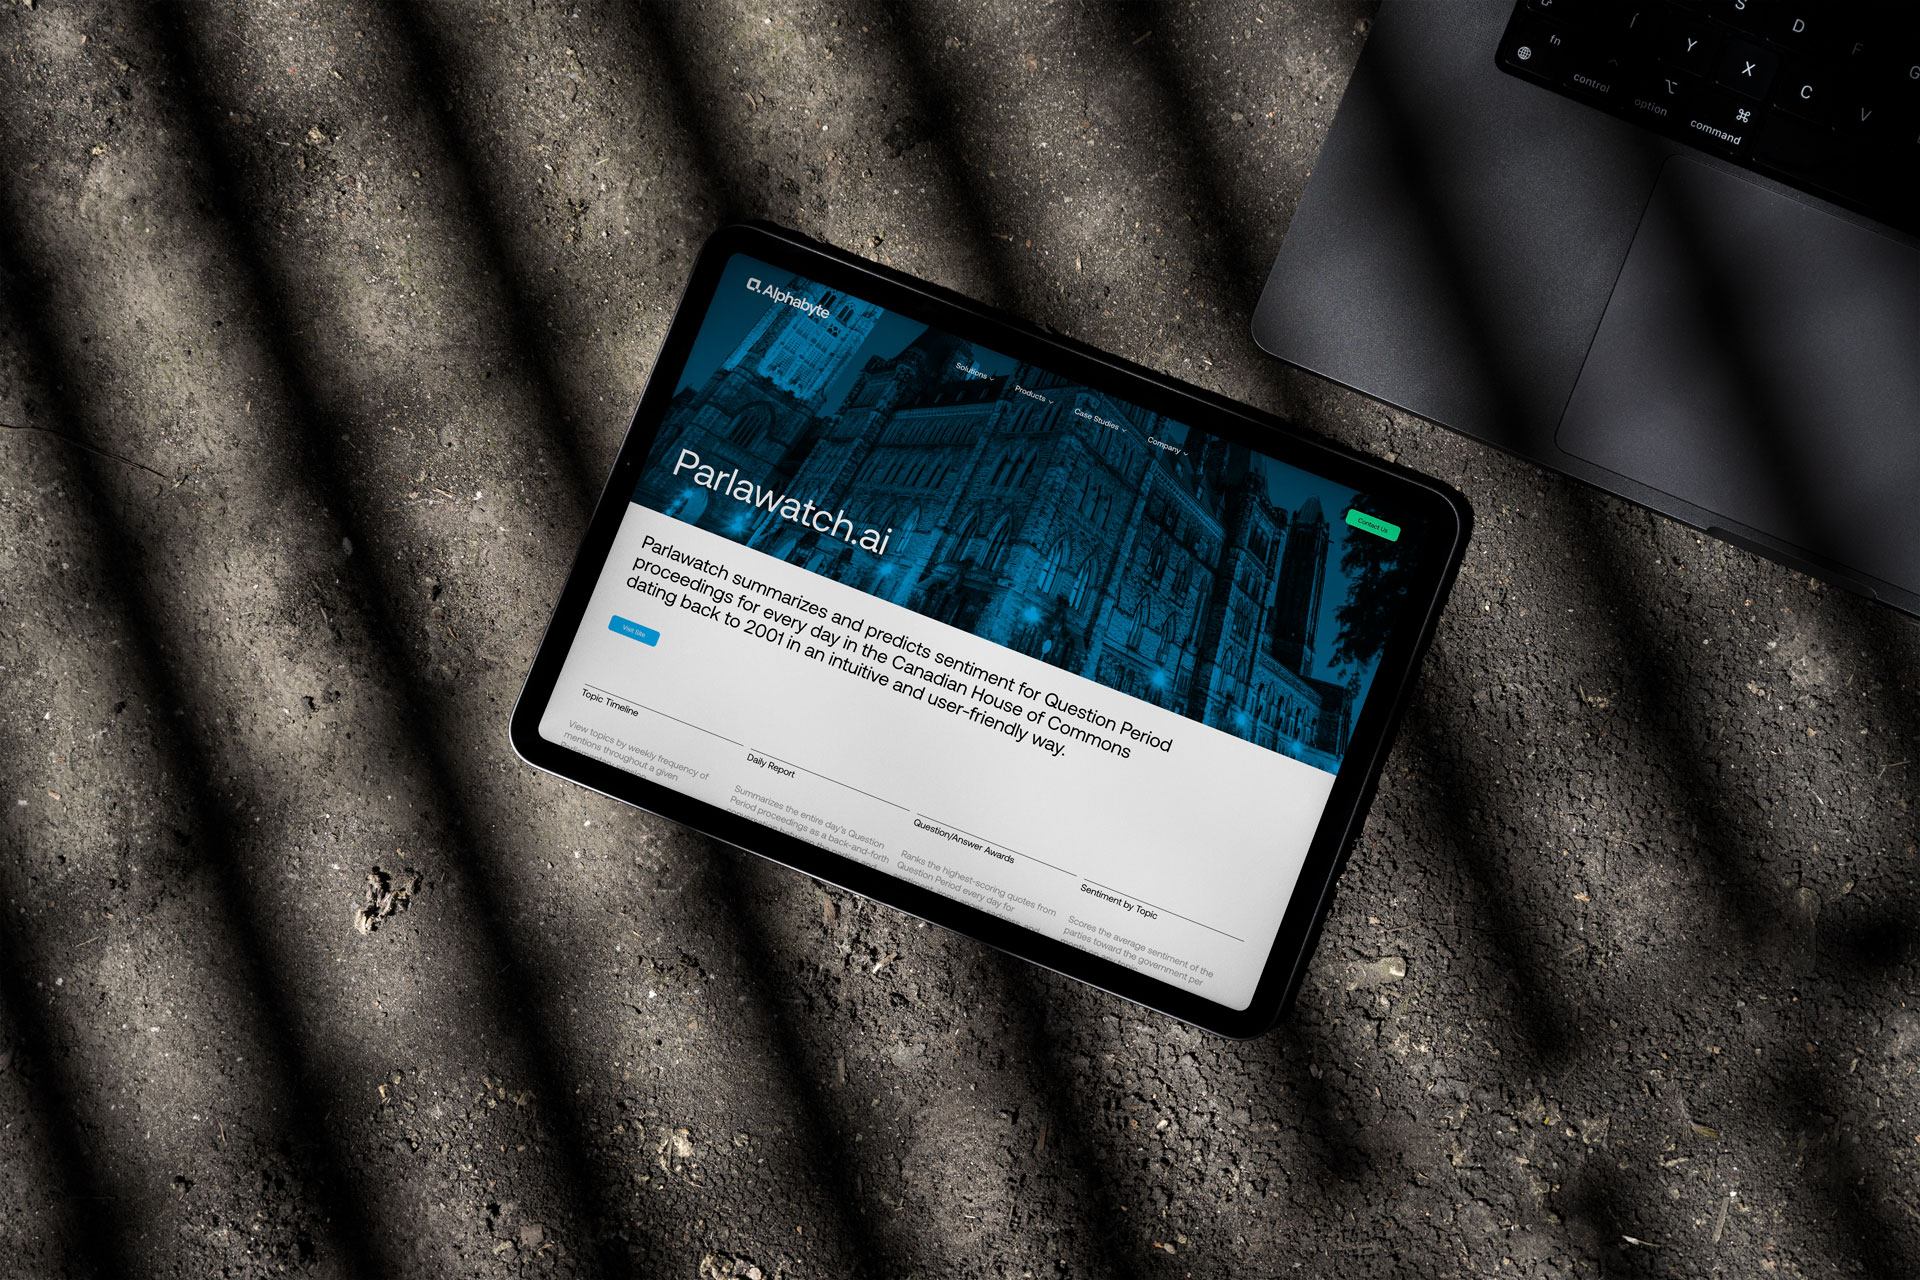 Alphabyte
Solutions
Products
Case Studies
Company
Contact Us
Parlawatch.ai
Parlawatch summarizes and predicts sentiment for Question Period
proceedings for every day in the Canadian House of Commons
dating back to 2001 in an intuitive and user-friendly way.
Visit Site
Topic Timeline
View topics by weekly frequency of
mentions throughout a given
Daily Report
Summarizes the entire day's Question
Period proceedings as a back-and-forth
Question/Answer Awards
Ranks the highest-scoring quotes from
Question Period every day for
Sentiment by Topic
Scores the average sentiment of the
parties toward the government per
S
D
F
G
Y
X
C
V
fn
control
option
command